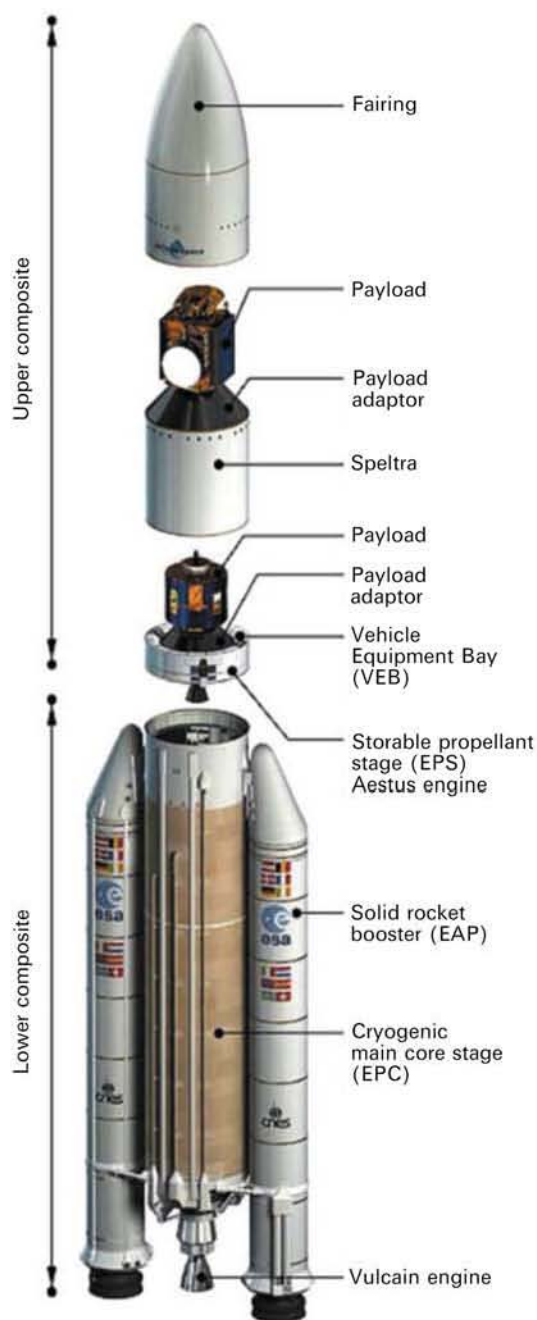 Upper composite
Fairing
Payload
Payload
adaptor
Speltra
Payload
Payload
adaptor
Vehicle
Equipment Bay
(VEB)
Storable propellant
stage (EPS)
Aestus engine
Lower composite
esa
esa
Solid rocket
booster (EAP)
Cryogenic
main core stage
(EPC)
cnes
cnes
Vulcain engine